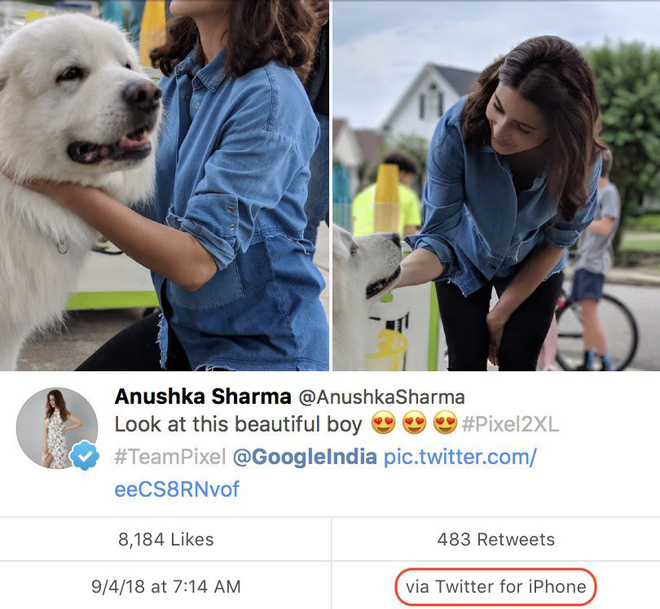 Anushka Sharma @AnushkaSharma
Look at this beautiful boy 😍 😍 😍 #Pixel2XL
#TeamPixel @GoogleIndia pic.twitter.com/
eeCS8RNvof
8,184 Likes
483 Retweets
9/4/18 at 7:14 AM
via Twitter for iPhone